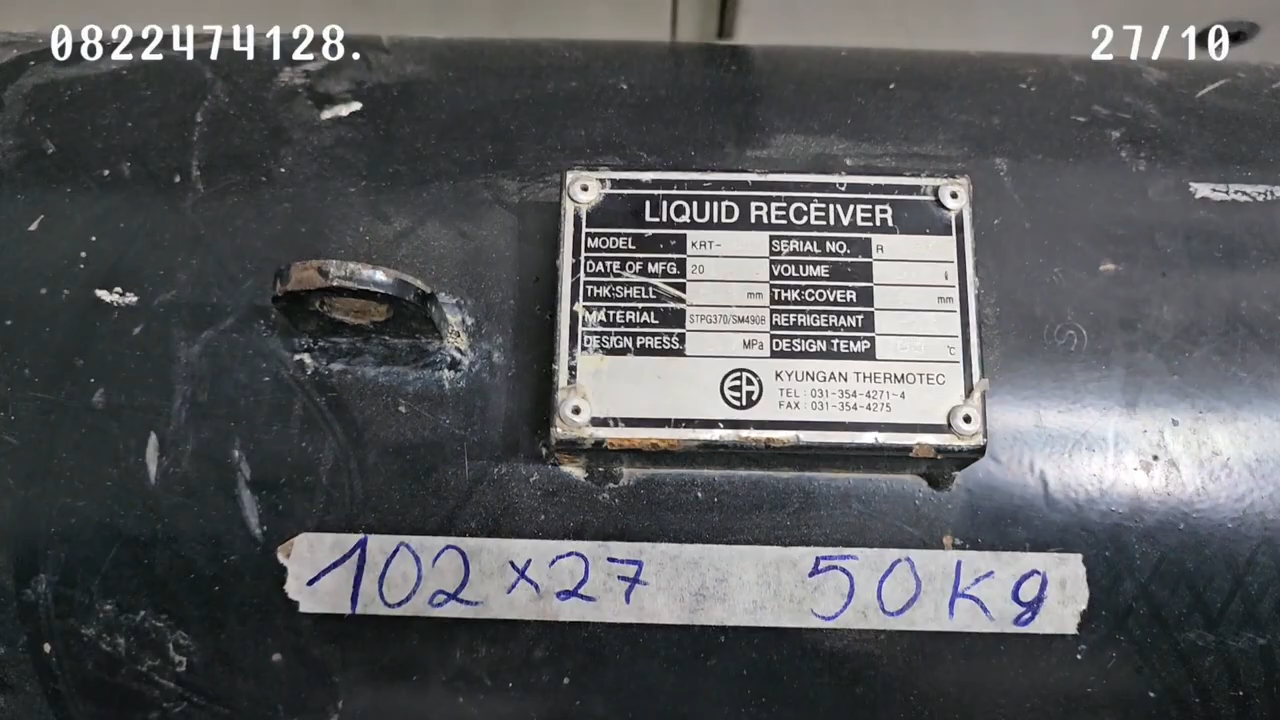 0822474128. 27/10
LIQUID RECEIVER
MODEL KRT- SERIAL NO. R
DATE OF MFG. 20 VOLUME ℓ
THK:SHELL mm THK:COVER mm
MATERIAL STPG370/SM490B REFRIGERANT
DESIGN PRESS. MPa DESIGN TEMP ℃
KYUNGAN THERMOTEC
TEL : 031-354-4271~4
FAX : 031-354-4275
102 x 27 50 Kg